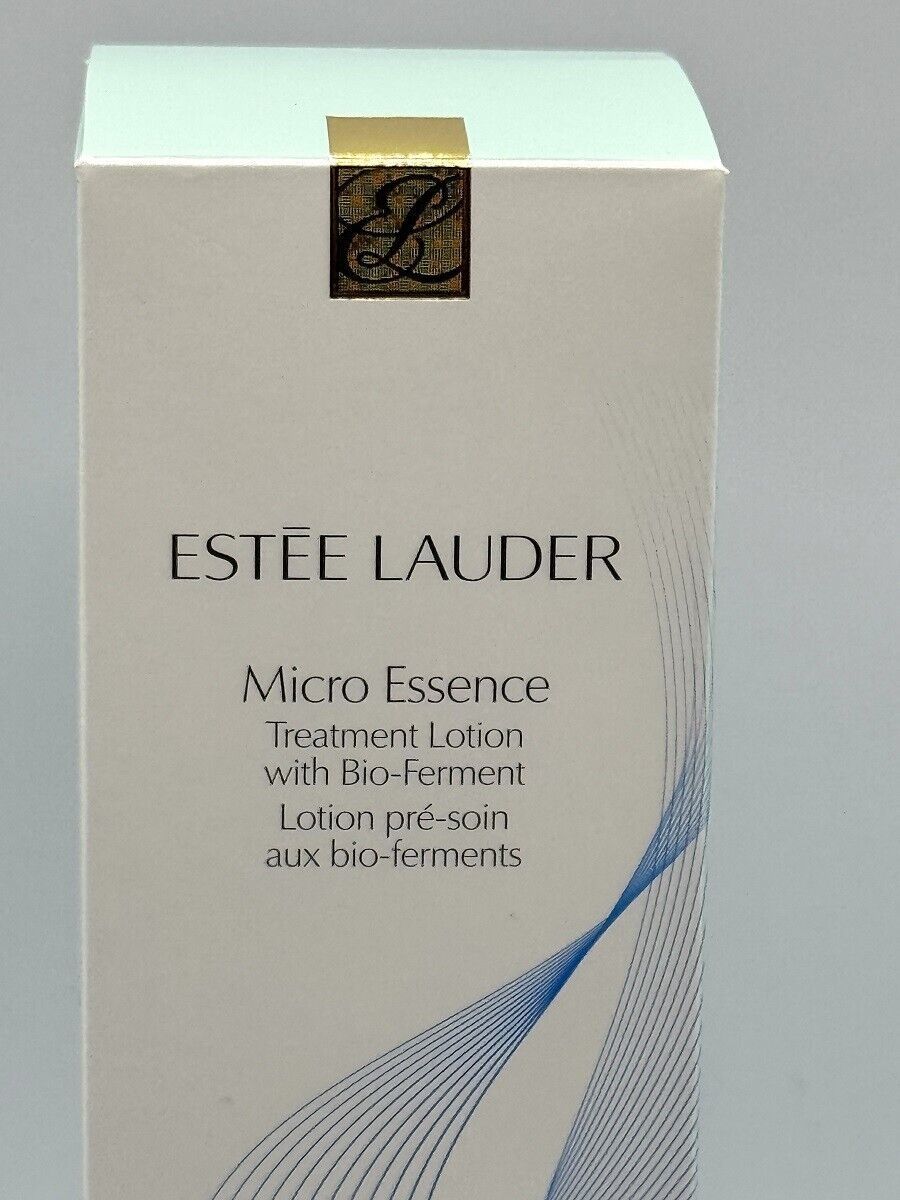 EL
ESTĒE LAUDER
Micro Essence
Treatment Lotion
with Bio-Ferment
Lotion pré-soin
aux bio-ferments